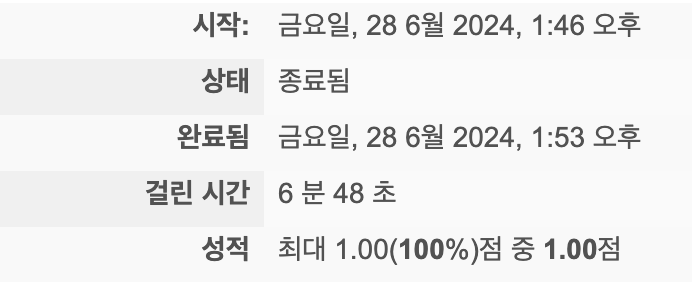 시작: 금요일, 28 6월 2024, 1:46 오후
상태 종료됨
완료됨 금요일, 28 6월 2024, 1:53 오후
걸린 시간 6 분 48 초
성적 최대 1.00(100%)점 중 1.00점